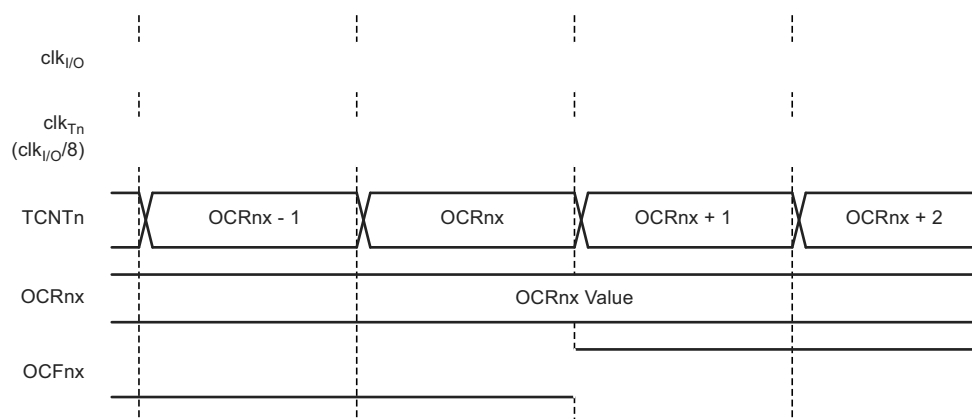 clkI/O
clkTn
(clkI/O/8)
TCNTn OCRnx - 1 OCRnx OCRnx + 1 OCRnx + 2
OCRnx OCRnx Value
OCFnx